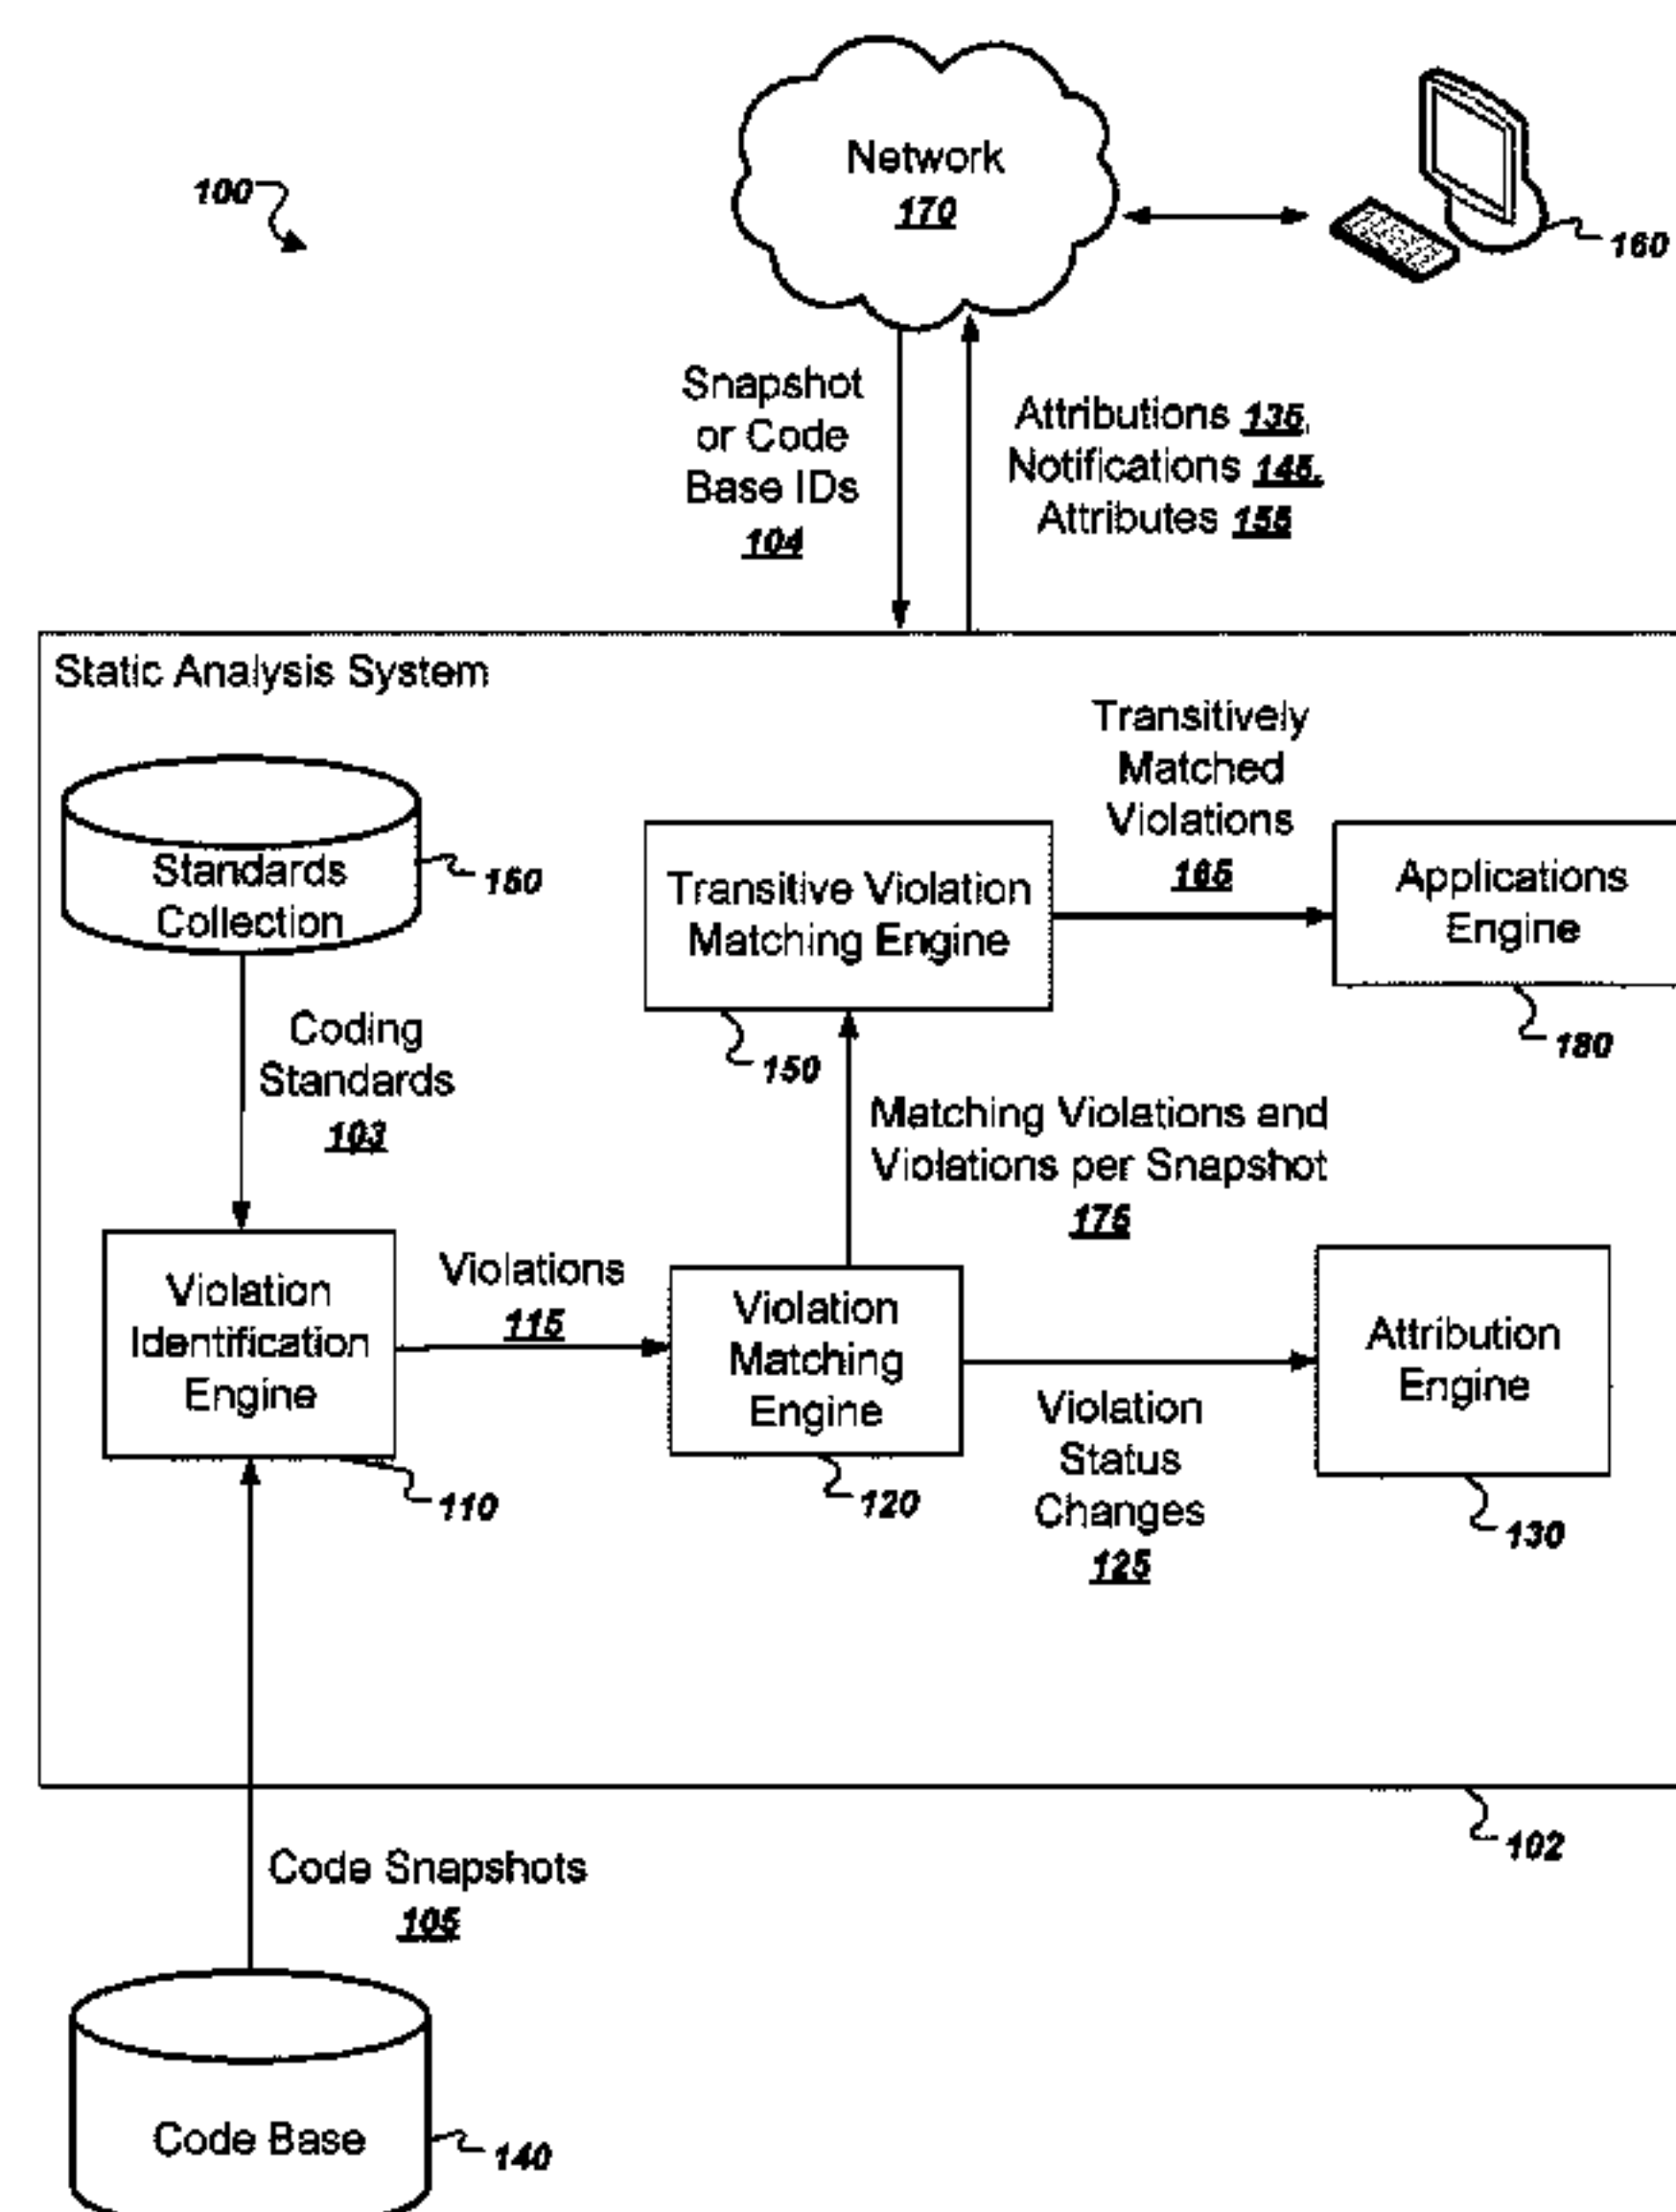 100
Network
170
160
Snapshot
or Code
Base IDs
104
Attributions 135,
Notifications 145,
Attributes 155
Static Analysis System
Standards
Collection
150
Coding
Standards
103
Transitive Violation
Matching Engine
150
Transitively
Matched
Violations
165
Applications
Engine
180
Matching Violations and
Violations per Snapshot
175
Violation
Identification
Engine
110
Violations
115
Violation
Matching
Engine
120
Violation
Status
Changes
125
Attribution
Engine
130
102
Code Snapshots
105
Code Base
140